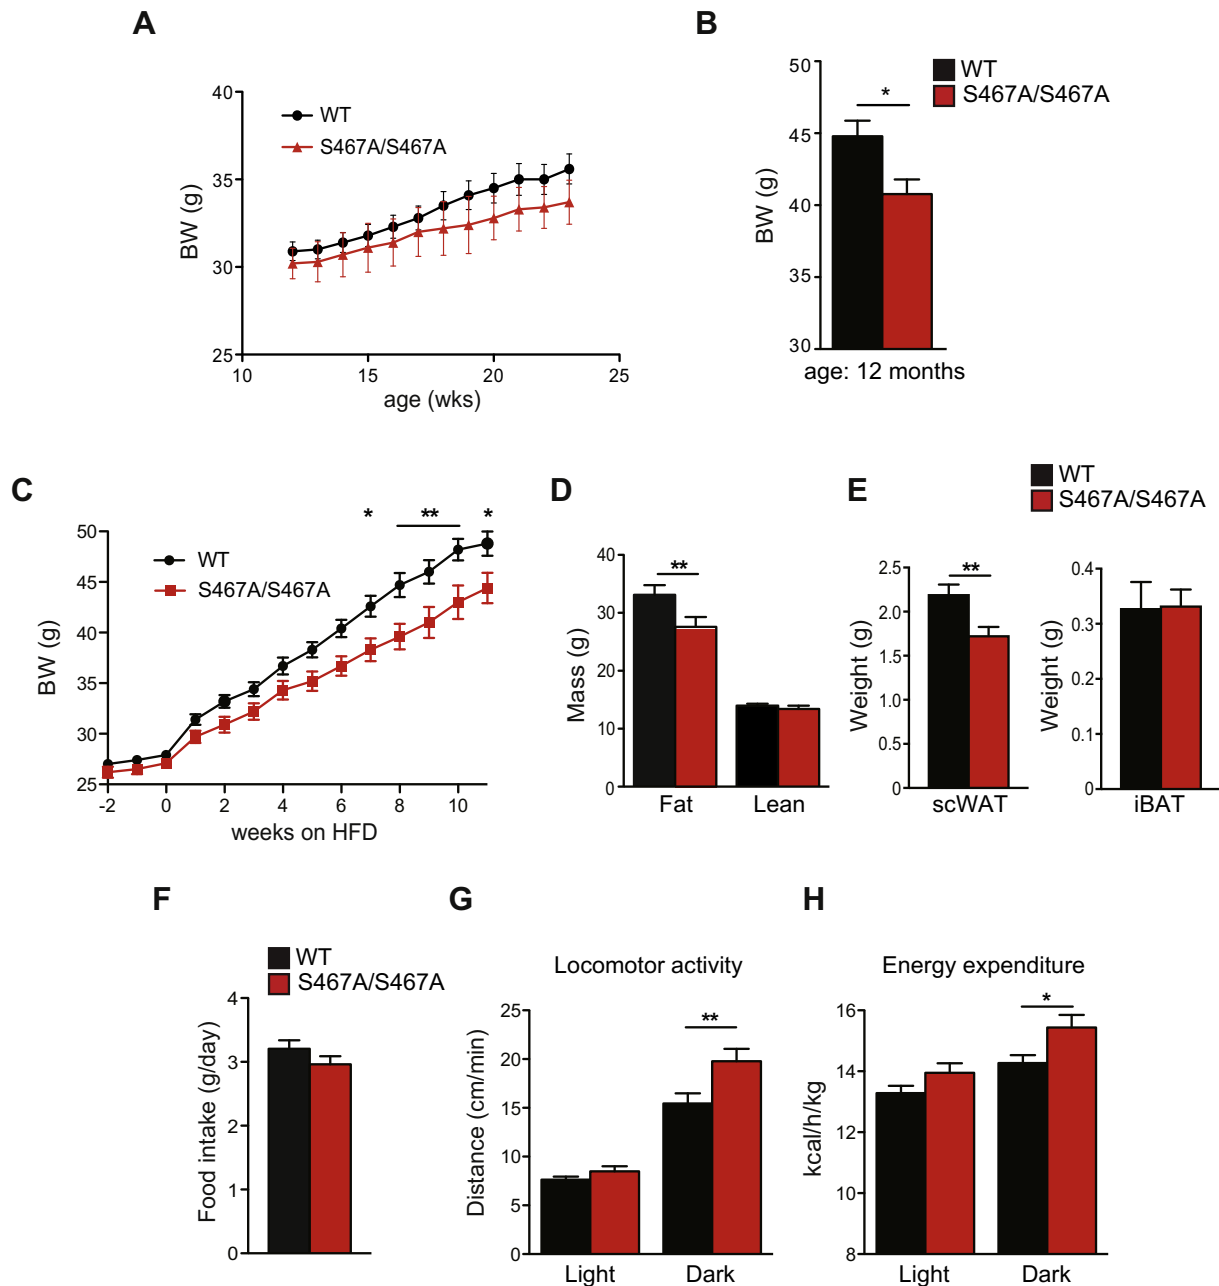 A
B
WT
S467A/S467A
40
35
30
25
BW (g)
10
15
20
25
age (wks)
WT
S467A/S467A
*
50
45
40
35
30
BW (g)
age: 12 months
C
*
**
*
WT
S467A/S467A
50
45
40
35
30
25
BW (g)
-2
0
2
4
6
8
10
weeks on HFD
D
E
WT
S467A/S467A
**
40
30
20
10
0
Mass (g)
Fat
Lean
**
2.5
2.0
1.5
1.0
0.5
0
Weight (g)
scWAT
0.4
0.3
0.2
0.1
0
Weight (g)
iBAT
F
G
H
WT
S467A/S467A
4
3
2
1
0
Food intake (g/day)
Locomotor activity
**
25
20
15
10
5
0
Distance (cm/min)
Light
Dark
Energy expenditure
*
16
14
12
10
8
kcal/h/kg
Light
Dark